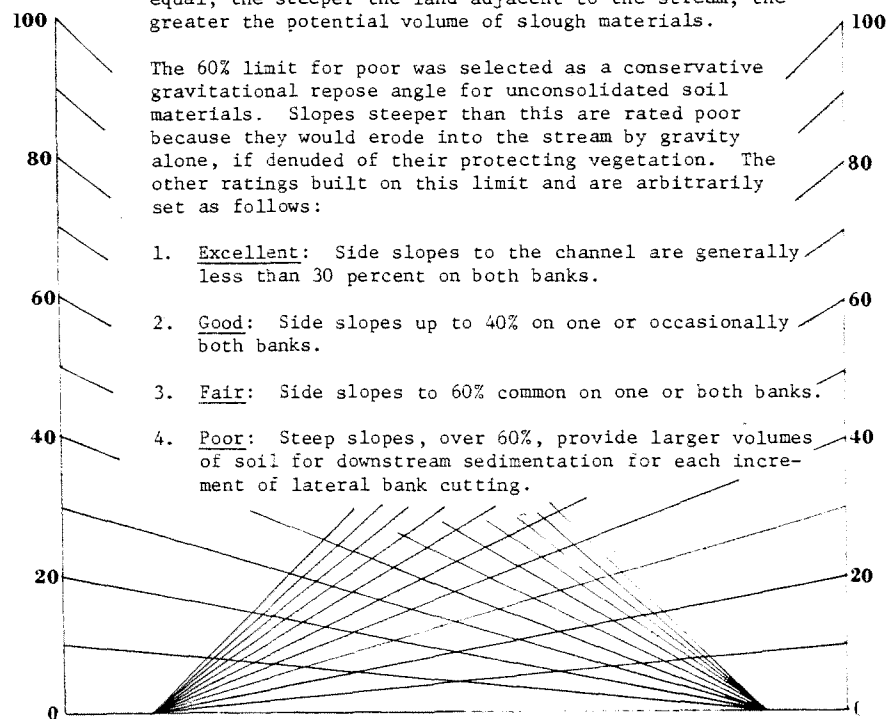 equal, the steeper the land adjacent to the stream, the
greater the potential volume of slough materials.
The 60% limit for poor was selected as a conservative
gravitational repose angle for unconsolidated soil
materials. Slopes steeper than this are rated poor
because they would erode into the stream by gravity
alone, if denuded of their protecting vegetation. The
other ratings built on this limit and are arbitrarily
set as follows:
1. Excellent: Side slopes to the channel are generally
less than 30 percent on both banks.
2. Good: Side slopes up to 40% on one or occasionally
both banks.
3. Fair: Side slopes to 60% common on one or both banks.
4. Poor: Steep slopes, over 60%, provide larger volumes
of soil for downstream sedimentation for each incre-
ment of lateral bank cutting.
100
80
60
40
20
0
100
80
60
40
20